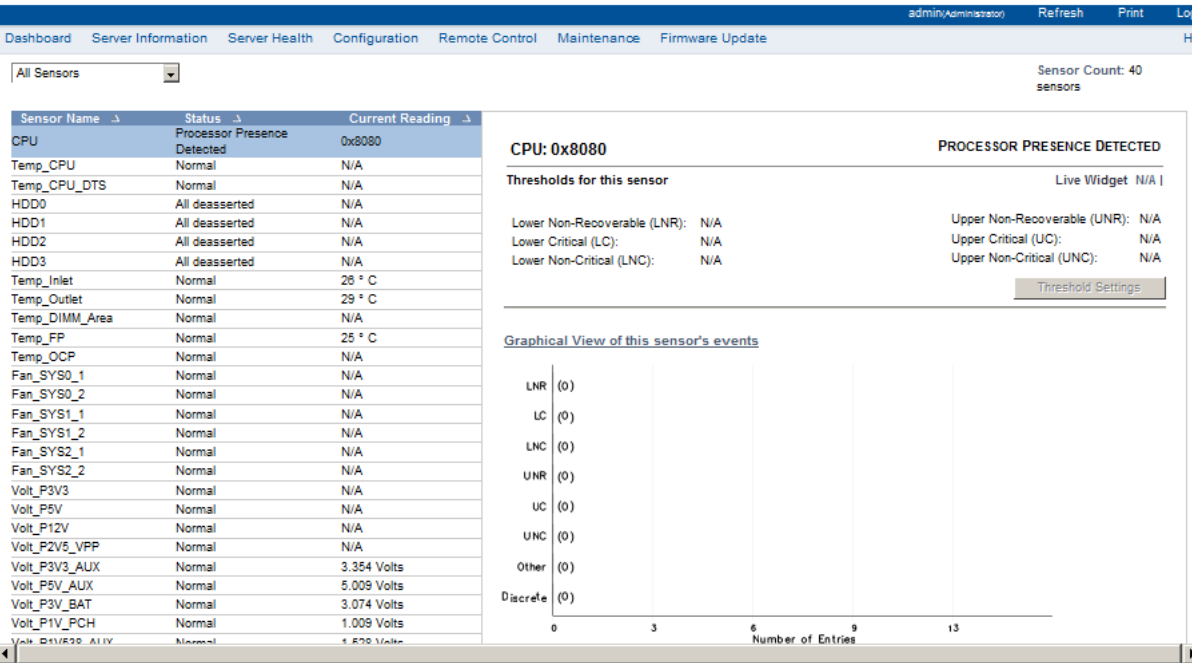 admin(Administrator) Refresh Print Log
Dashboard Server Information Server Health Configuration Remote Control Maintenance Firmware Update H
All Sensors
Sensor Count: 40
sensors
Sensor Name Status Current Reading
CPU Processor Presence Detected 0x8080
Temp_CPU Normal N/A
Temp_CPU_DTS Normal N/A
HDD0 All deasserted N/A
HDD1 All deasserted N/A
HDD2 All deasserted N/A
HDD3 All deasserted N/A
Temp_Inlet Normal 26 ° C
Temp_Outlet Normal 29 ° C
Temp_DIMM_Area Normal N/A
Temp_FP Normal 25 ° C
Temp_OCP Normal N/A
Fan_SYS0_1 Normal N/A
Fan_SYS0_2 Normal N/A
Fan_SYS1_1 Normal N/A
Fan_SYS1_2 Normal N/A
Fan_SYS2_1 Normal N/A
Fan_SYS2_2 Normal N/A
Volt_P3V3 Normal N/A
Volt_P5V Normal N/A
Volt_P12V Normal N/A
Volt_P2V5_VPP Normal N/A
Volt_P3V3_AUX Normal 3.354 Volts
Volt_P5V_AUX Normal 5.009 Volts
Volt_P3V_BAT Normal 3.074 Volts
Volt_P1V_PCH Normal 1.009 Volts
Normal Volts
CPU: 0x8080 PROCESSOR PRESENCE DETECTED
Thresholds for this sensor Live Widget N/A |
Lower Non-Recoverable (LNR): N/A Upper Non-Recoverable (UNR): N/A
Lower Critical (LC): N/A Upper Critical (UC): N/A
Lower Non-Critical (LNC): N/A Upper Non-Critical (UNC): N/A
Threshold Settings
Graphical View of this sensor's events
LNR (0)
LC (0)
LNC (0)
UNR (0)
UC (0)
UNC (0)
Other (0)
Discrete (0)
0 3 6 9 13
Number of Entries